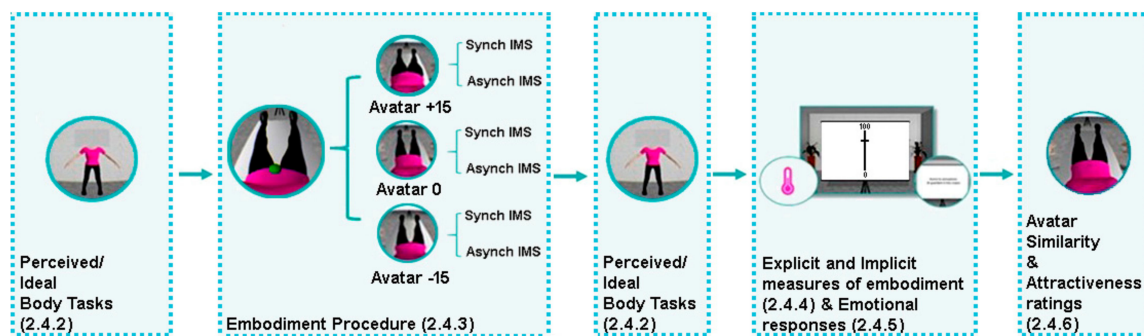 Perceived/
Ideal
Body Tasks
(2.4.2)
Synch IMS
Asynch IMS
Avatar +15
Synch IMS
Asynch IMS
Avatar 0
Synch IMS
Asynch IMS
Avatar -15
Embodiment Procedure (2.4.3)
Perceived/
Ideal
Body Tasks
(2.4.2)
100
0
Explicit and Implicit
measures of embodiment
(2.4.4) & Emotional
responses (2.4.5)
Avatar
Similarity
&
Attractiveness
ratings
(2.4.6)